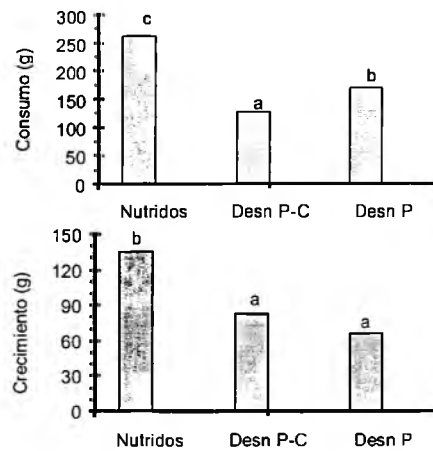 Consumo (g)
300
250
200
150
100
50
0
c
a
b
Nutridos Desn P-C Desn P
Crecimiento (g)
150
120
90
60
30
0
b
a
a
Nutridos Desn P-C Desn P